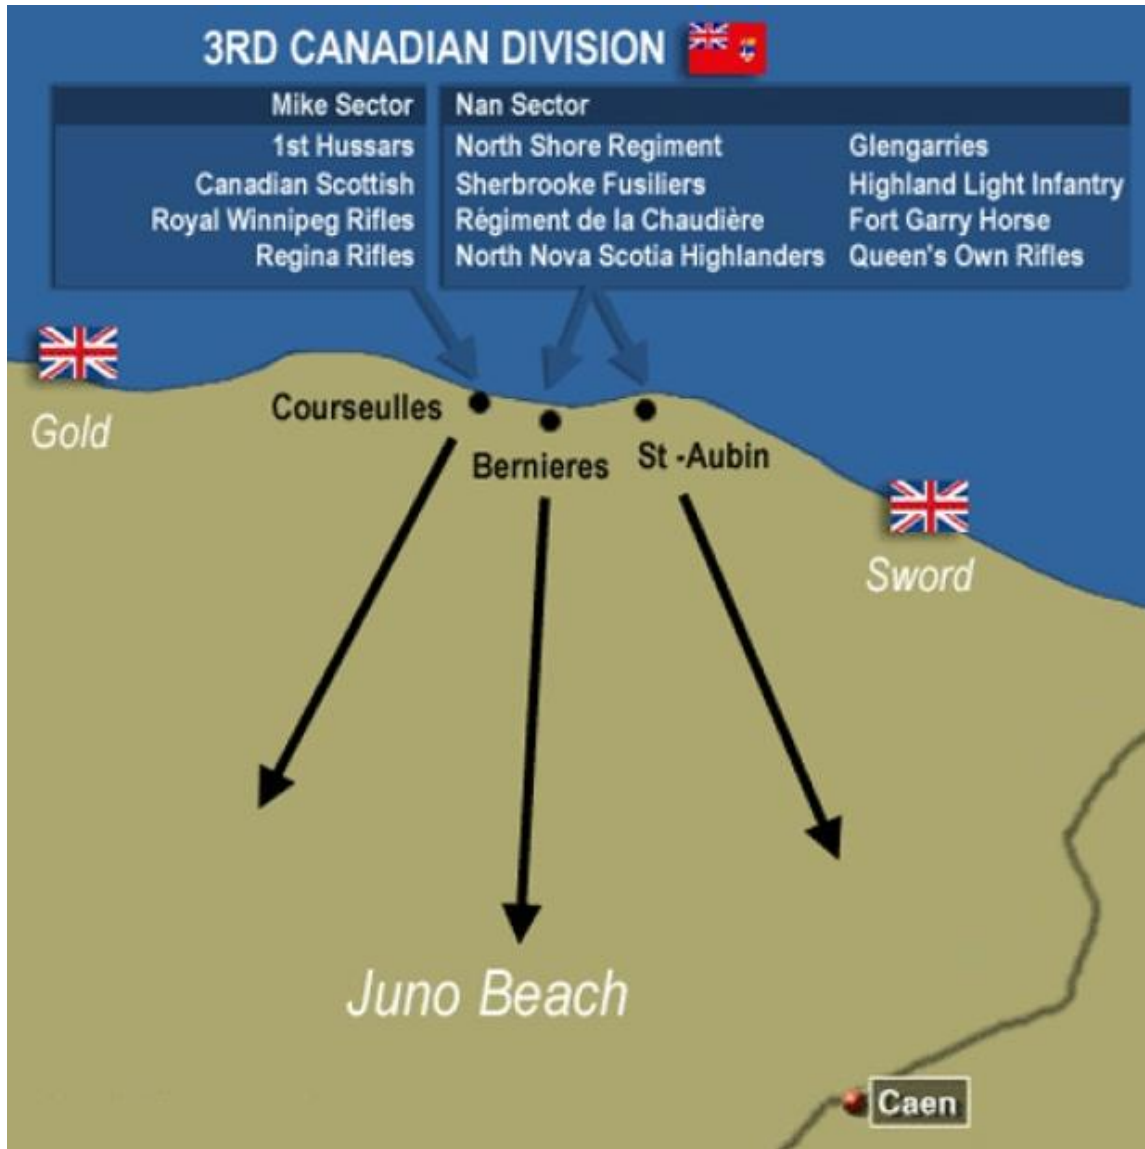 3RD CANADIAN DIVISION
Mike Sector
1st Hussars
Canadian Scottish
Royal Winnipeg Rifles
Regina Rifles
Nan Sector
North Shore Regiment
Sherbrooke Fusiliers
Régiment de la Chaudière
North Nova Scotia Highlanders
Glengarries
Highland Light Infantry
Fort Garry Horse
Queen's Own Rifles
Gold
Courseulles
Bernieres
St -Aubin
Sword
Juno Beach
Caen